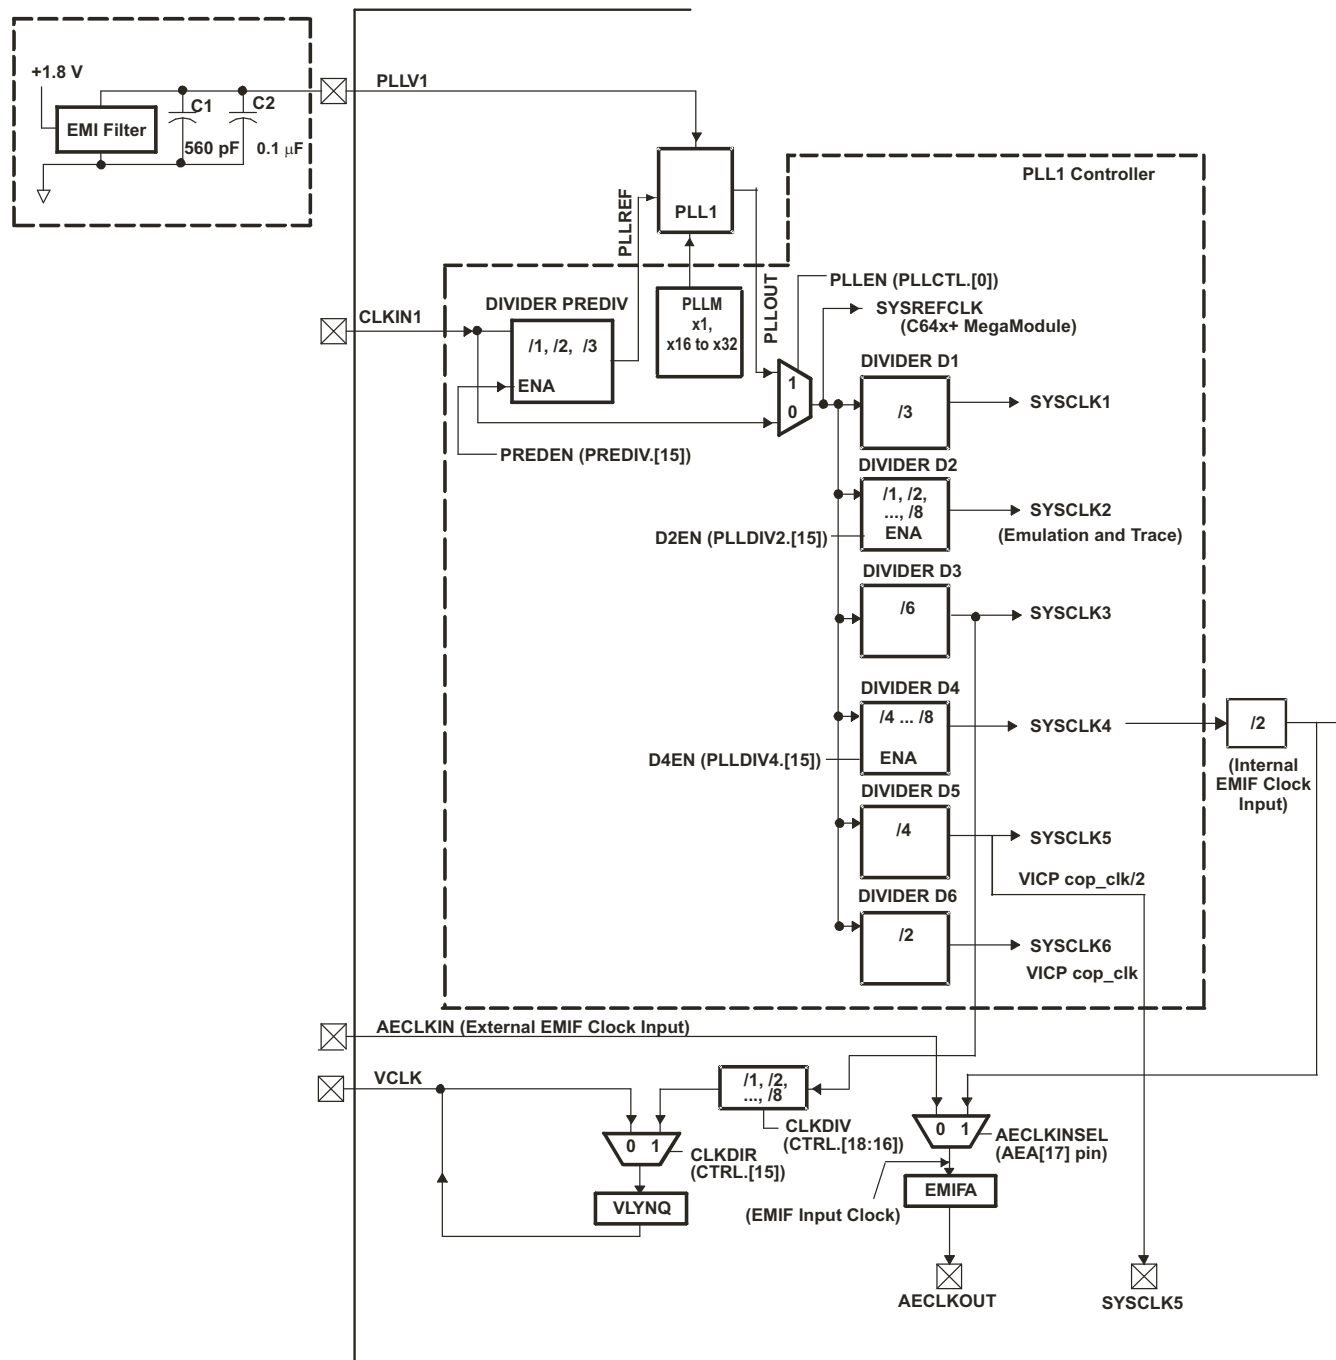 +1.8 V
EMI Filter
C1
C2
560 pF
0.1 μF
PLLV1
PLL1 Controller
PLLREF
PLL1
PLLOUT
PLLEN (PLLCTL.[0])
SYSREFCLK
(C64x+ MegaModule)
CLKIN1
DIVIDER PREDIV
/1, /2, /3
ENA
PLLM
x1,
x16 to x32
1
0
PREDEN (PREDIV.[15])
DIVIDER D1
/3
SYSCLK1
DIVIDER D2
/1, /2,
..., /8
ENA
SYSCLK2
(Emulation and Trace)
D2EN (PLLDIV2.[15])
DIVIDER D3
/6
SYSCLK3
DIVIDER D4
/4 ... /8
ENA
SYSCLK4
D4EN (PLLDIV4.[15])
/2
(Internal
EMIF Clock
Input)
DIVIDER D5
/4
SYSCLK5
VICP cop_clk/2
DIVIDER D6
/2
SYSCLK6
VICP cop_clk
AECLKIN (External EMIF Clock Input)
VCLK
/1, /2,
..., /8
CLKDIV
(CTRL.[18:16])
0 1
CLKDIR
(CTRL.[15])
VLYNQ
0 1
AECLKINSEL
(AEA[17] pin)
EMIFA
(EMIF Input Clock)
AECLKOUT
SYSCLK5